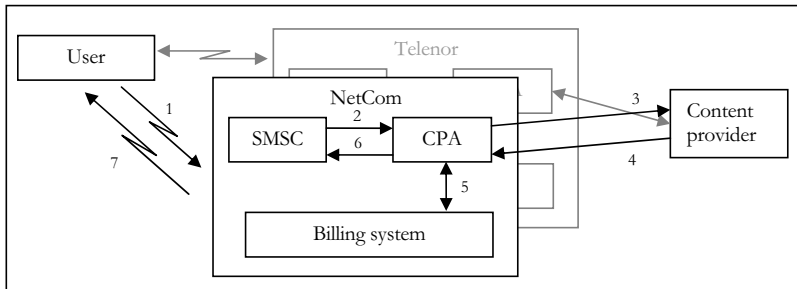 Telenor
User
NetCom
1
2
3
Content
provider
SMSC
CPA
6
4
7
5
Billing system